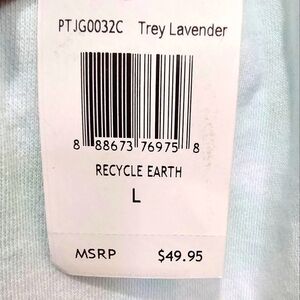 PTJG0032C Trey Lavender
8 88673 76975 8
RECYCLE EARTH
L
MSRP $49.95